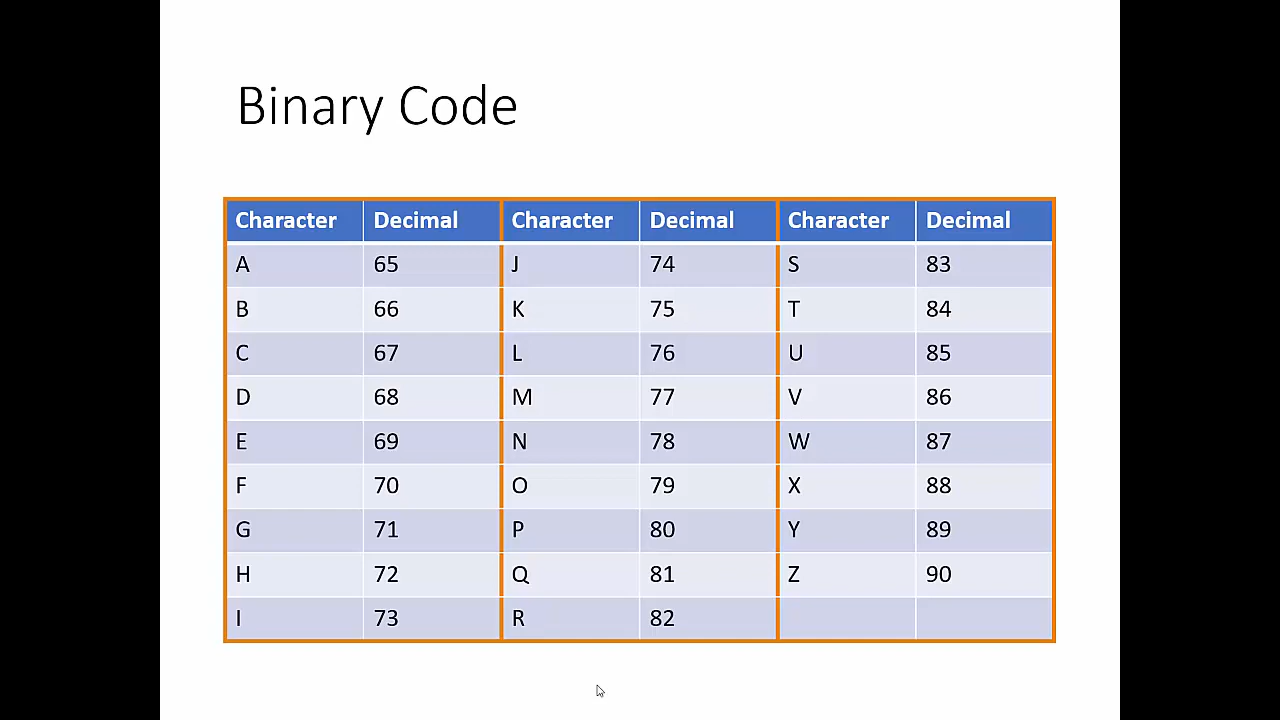 Binary Code
Character Decimal Character Decimal Character Decimal
A 65 J 74 S 83
B 66 K 75 T 84
C 67 L 76 U 85
D 68 M 77 V 86
E 69 N 78 W 87
F 70 O 79 X 88
G 71 P 80 Y 89
H 72 Q 81 Z 90
I 73 R 82